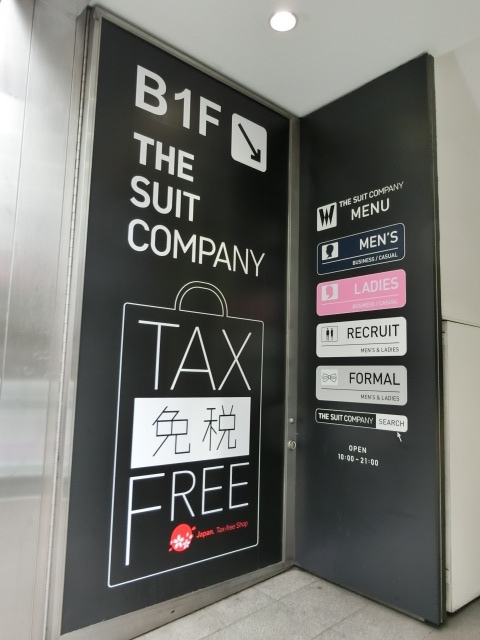 B1F
THE
SUIT
COMPANY
TAX
免税
FREE
Japan. Tax-free Shop
THE SUIT COMPANY
MENU
MEN'S
BUSINESS / CASUAL
LADIES
BUSINESS / CASUAL
RECRUIT
MEN'S & LADIES
FORMAL
MEN'S & LADIES
THE SUIT COMPANY SEARCH
OPEN
10:00-21:00